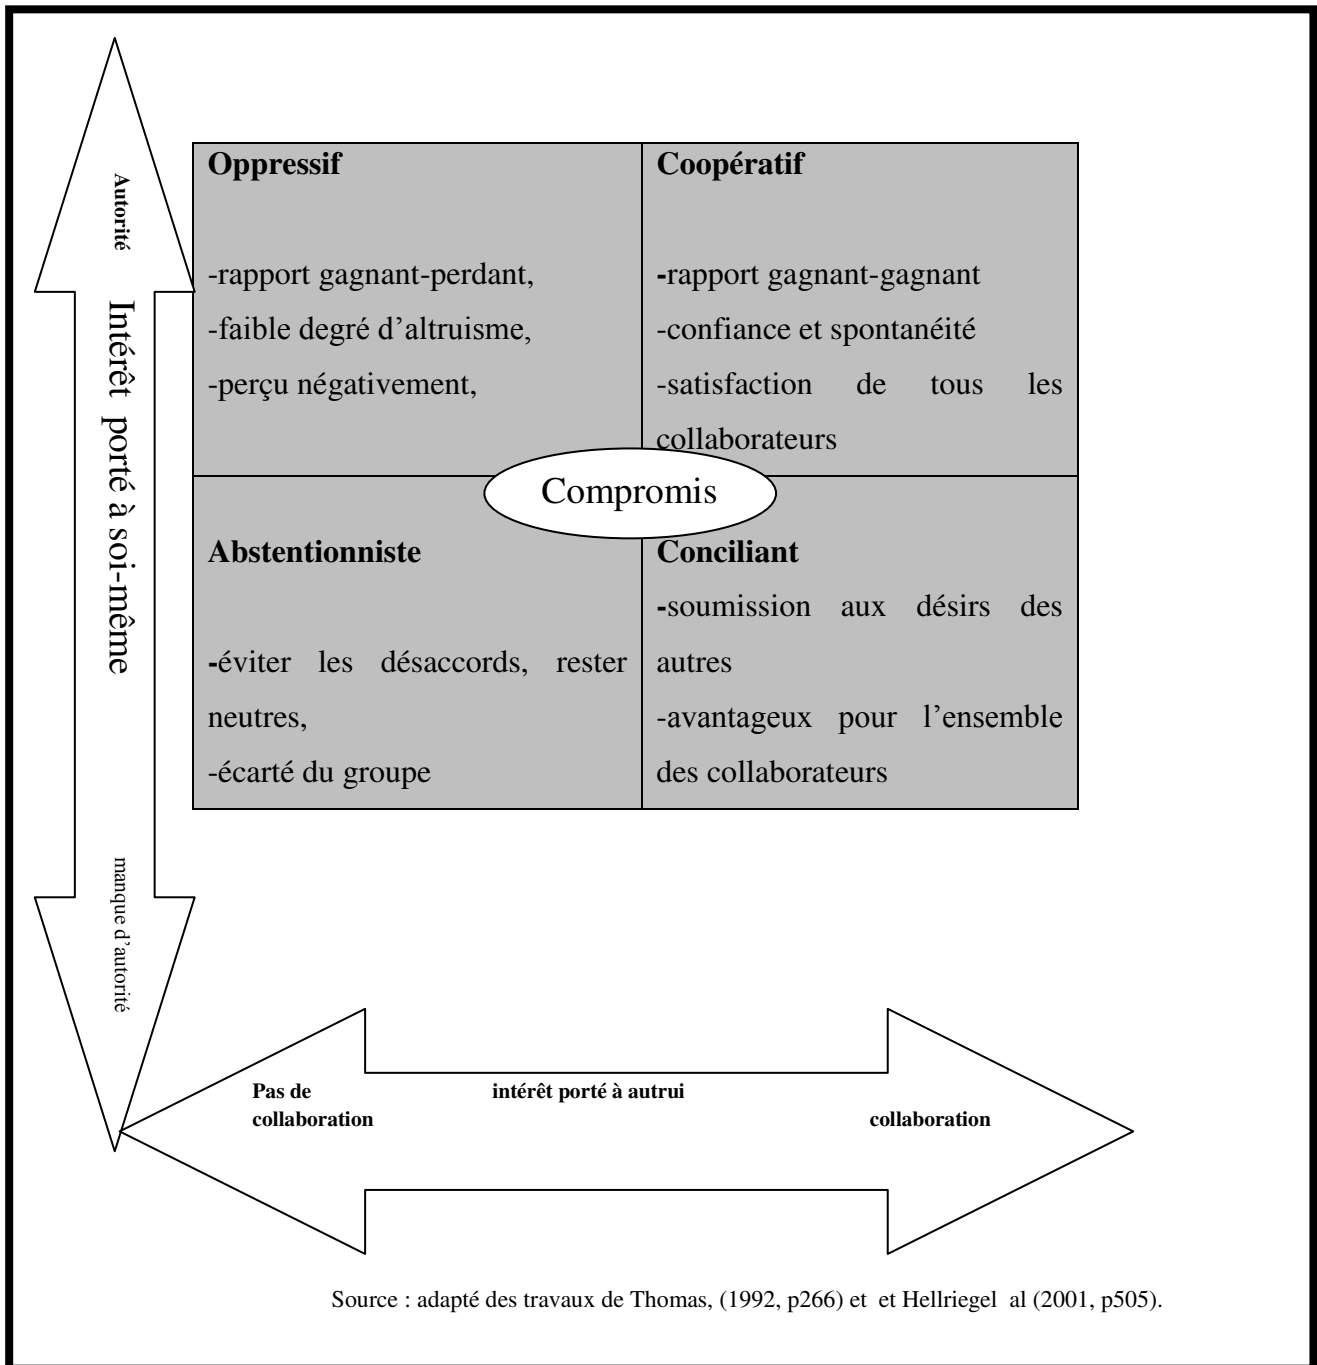 Autorité
Intérêt porté à soi-même
manque d'autorité
Oppressif
-rapport gagnant-perdant,
-faible degré d'altruisme,
-perçu négativement,
Coopératif
-rapport gagnant-gagnant
-confiance et spontanéité
-satisfaction de tous les
collaborateurs
Compromis
Abstentionniste
-éviter les désaccords, rester
neutres,
-écarté du groupe
Conciliant
-soumission aux désirs des
autres
-avantageux pour l'ensemble
des collaborateurs
Pas de
collaboration
intérêt porté à autrui
collaboration
Source : adapté des travaux de Thomas, (1992, p266) et et Hellriegel al (2001, p505).